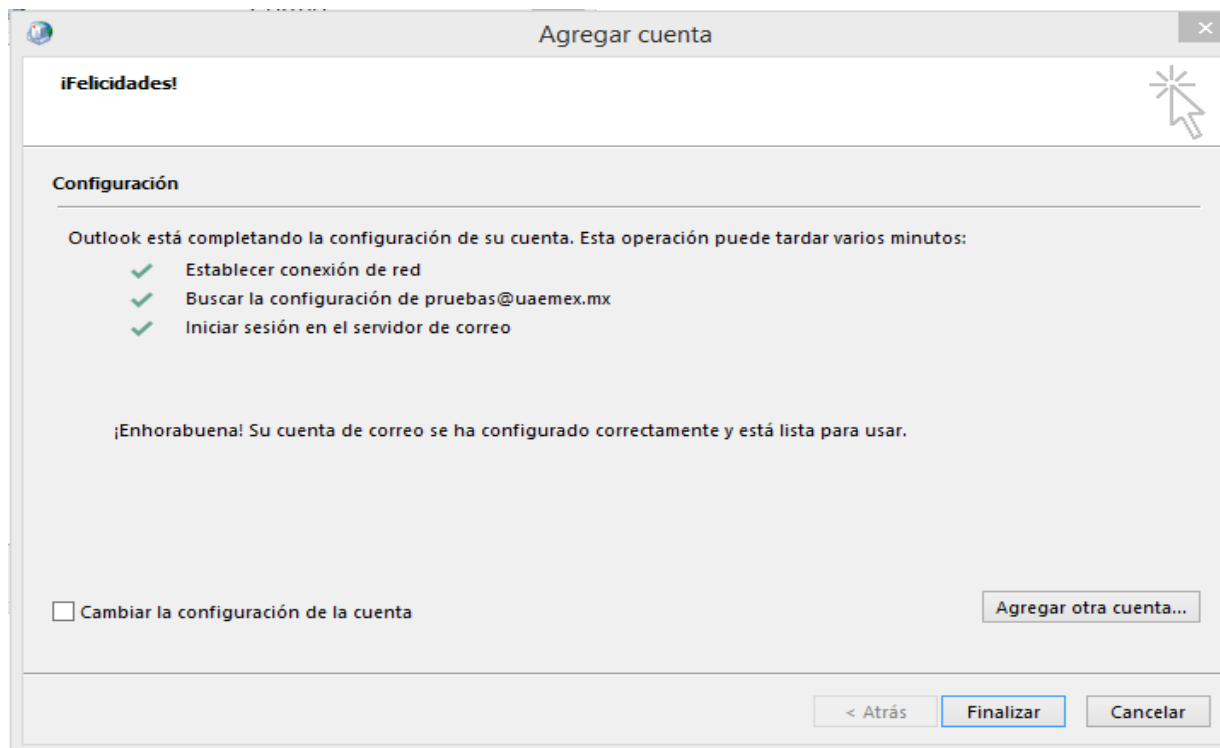 Agregar cuenta
¡Felicidades!
Configuración
Outlook está completando la configuración de su cuenta. Esta operación puede tardar varios minutos:
Establecer conexión de red
Buscar la configuración de pruebas@uaemex.mx
Iniciar sesión en el servidor de correo
¡Enhorabuena! Su cuenta de correo se ha configurado correctamente y está lista para usar.
Cambiar la configuración de la cuenta
Agregar otra cuenta...
< Atrás
Finalizar
Cancelar